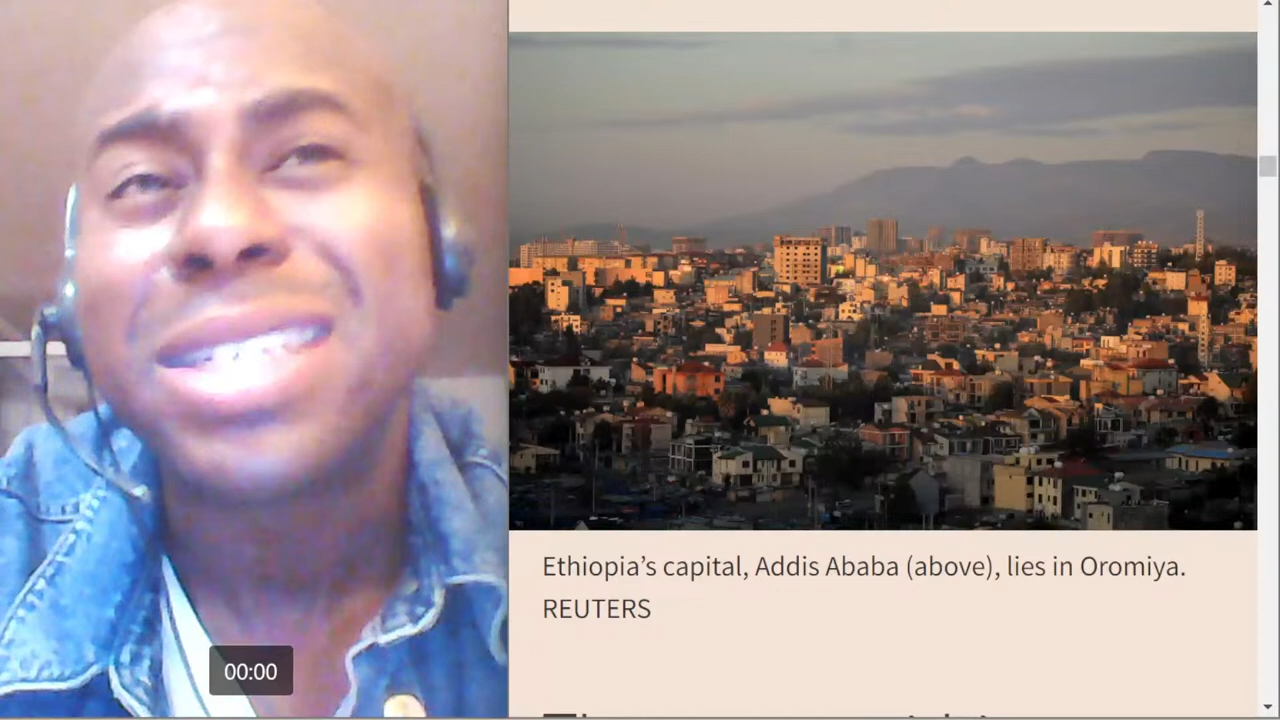 Ethiopia’s capital, Addis Ababa (above), lies in Oromiya.
REUTERS
00:00